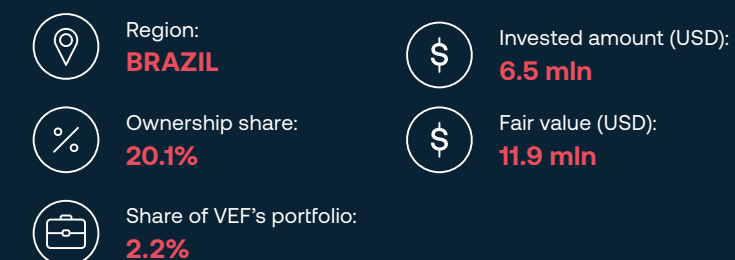 Region:
BRAZIL
Ownership share:
20.1%
Share of VEF's portfolio:
2.2%
Invested amount (USD):
6.5 mln
Fair value (USD):
11.9 mln